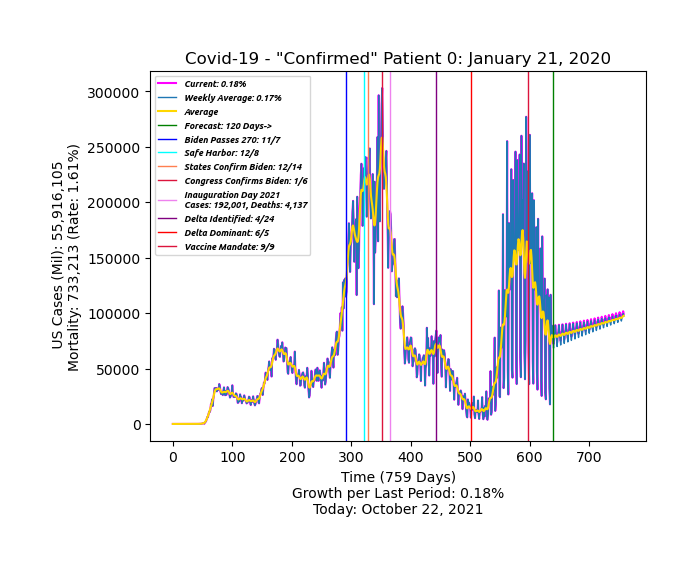 Covid-19 - "Confirmed" Patient 0: January 21, 2020
US Cases (Mil): 55,916,105
Mortality: 733,213 (Rate: 1.61%)
300000
250000
200000
150000
100000
50000
0
Current: 0.18%
Weekly Average: 0.17%
Average
Forecast: 120 Days->
Biden Passes 270: 11/7
Safe Harbor: 12/8
States Confirm Biden: 12/14
Congress Confirms Biden: 1/6
Inauguration Day 2021
Cases: 192,001, Deaths: 4,137
Delta Identified: 4/24
Delta Dominant: 6/5
Vaccine Mandate: 9/9
0 100 200 300 400 500 600 700
Time (759 Days)
Growth per Last Period: 0.18%
Today: October 22, 2021